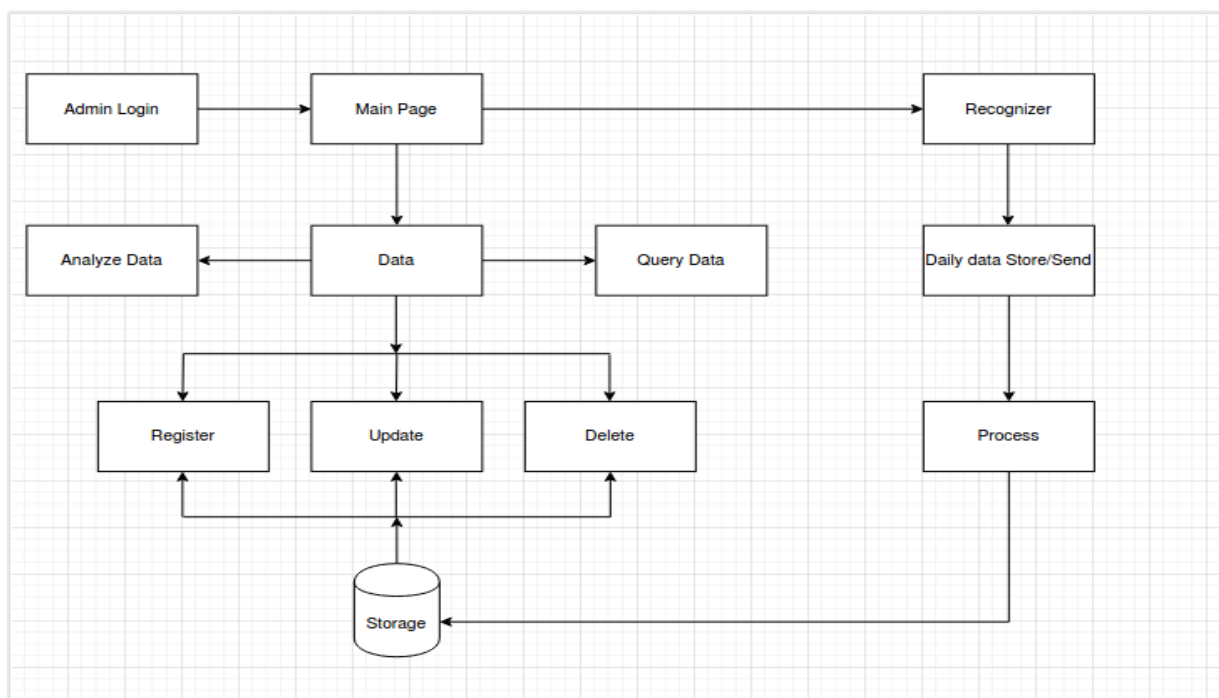 Admin Login
Main Page
Recognizer
Analyze Data
Data
Query Data
Daily data Store/Send
Register
Update
Delete
Process
Storage